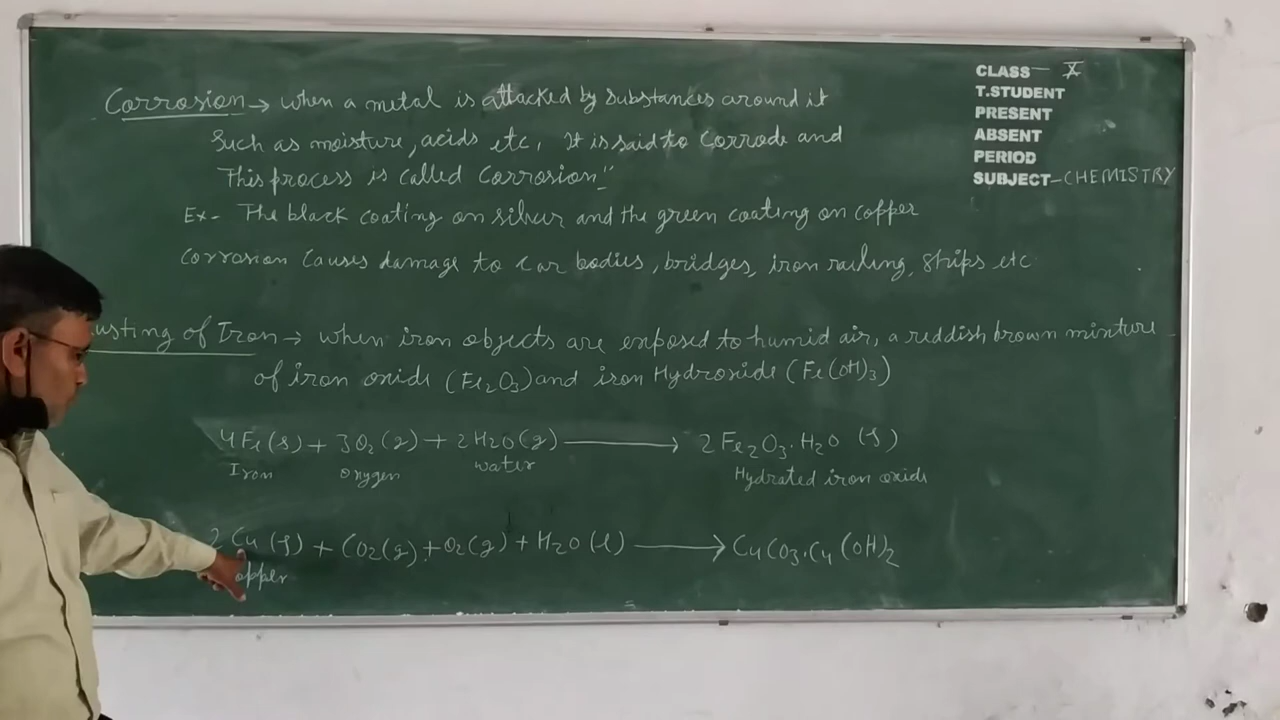 CLASS — X
T.STUDENT
PRESENT
ABSENT
PERIOD
SUBJECT - CHEMISTRY
Corrosion → when a metal is attacked by substances around it
Such as moisture, acids etc, It is said to corrode and
This process is called corrosion."
Ex - The black coating on silver and the green coating on copper
corrosion causes damage to car bodies, bridges, iron railing, ships etc
usting of Iron → when iron objects are exposed to humid air, a reddish brown mixture
of iron oxide (Fe₂O₃) and iron Hydroxide (Fe(OH)₃)
4Fe(s) + 3O₂(g) + 2H₂O(g) ⟶ 2Fe₂O₃.H₂O (s)
Iron oxygen water Hydrated iron oxide
2Cu(s) + CO₂(g) + O₂(g) + H₂O(l) ⟶ CuCO₃.Cu(OH)₂
opper